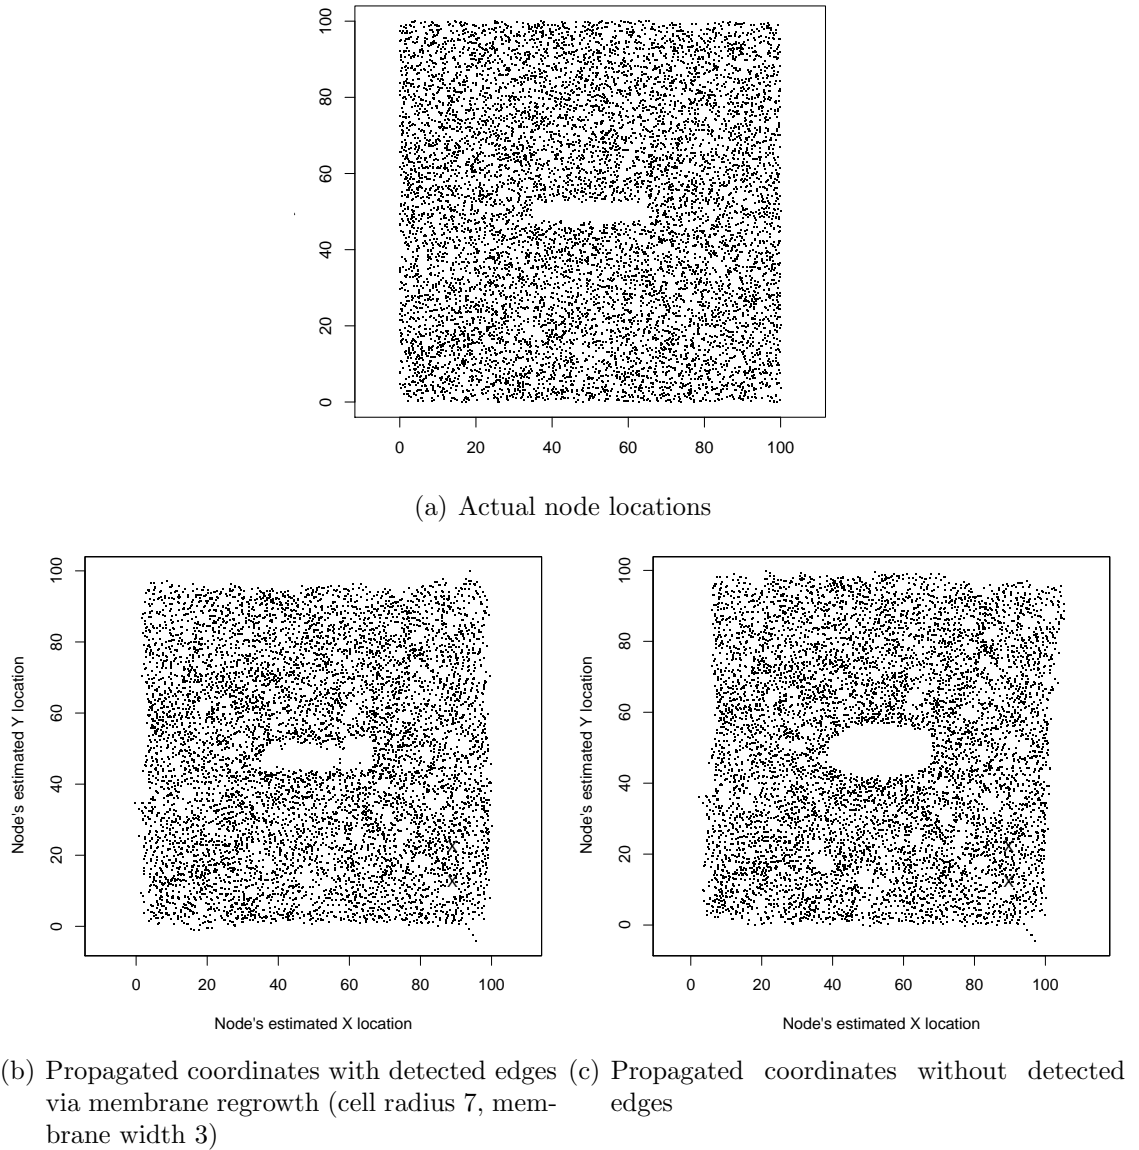 100
80
60
40
20
0
0 20 40 60 80 100
(a) Actual node locations
100
80
60
40
20
0
Node's estimated Y location
0 20 40 60 80 100
Node's estimated X location
100
80
60
40
20
0
Node's estimated Y location
0 20 40 60 80 100
Node's estimated X location
(b) Propagated coordinates with detected edges
via membrane regrowth (cell radius 7, mem-
brane width 3)
(c) Propagated coordinates without detected
edges